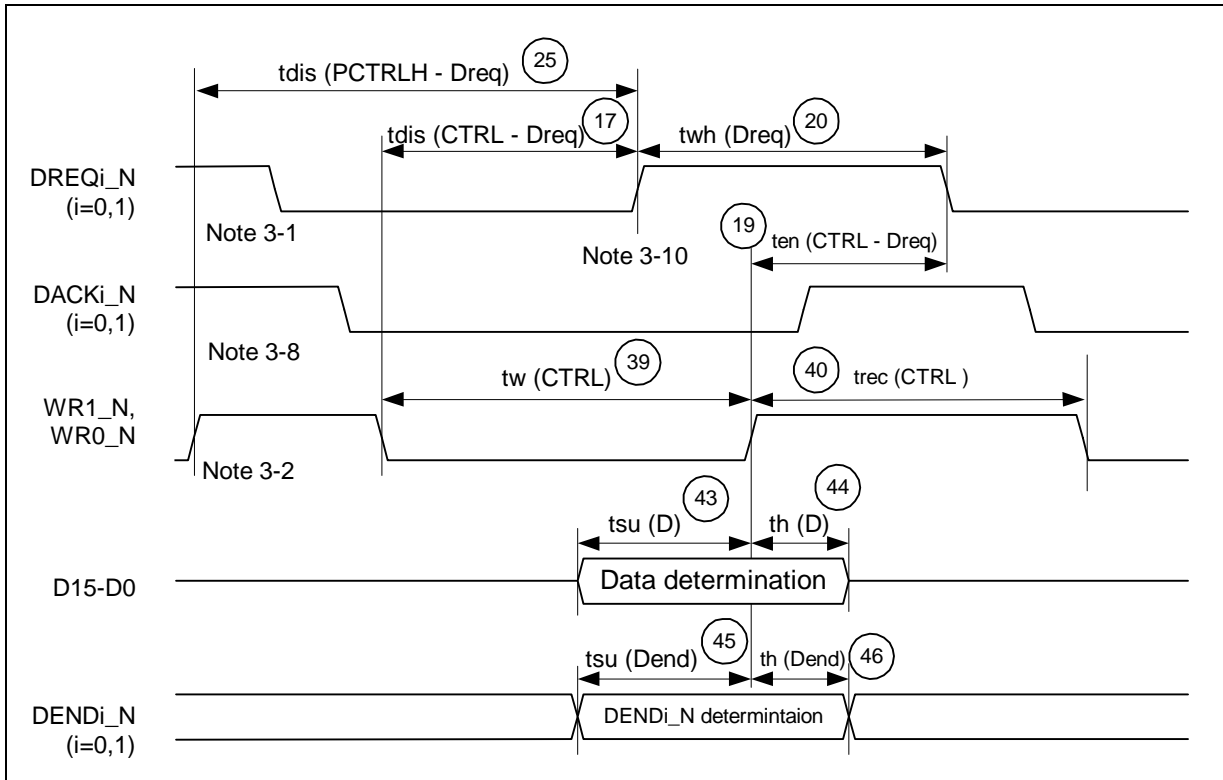 tdis (PCTRLH - Dreq) 25
tdis (CTRL - Dreq) 17
twh (Dreq) 20
DREQi_N
(i=0,1)
Note 3-1
Note 3-10
19
ten (CTRL - Dreq)
DACKi_N
(i=0,1)
Note 3-8
tw (CTRL) 39
40 trec (CTRL )
WR1_N,
WR0_N
Note 3-2
tsu (D) 43
th (D) 44
D15-D0
Data determination
tsu (Dend) 45
th (Dend) 46
DENDi_N
(i=0,1)
DENDi_N determintaion